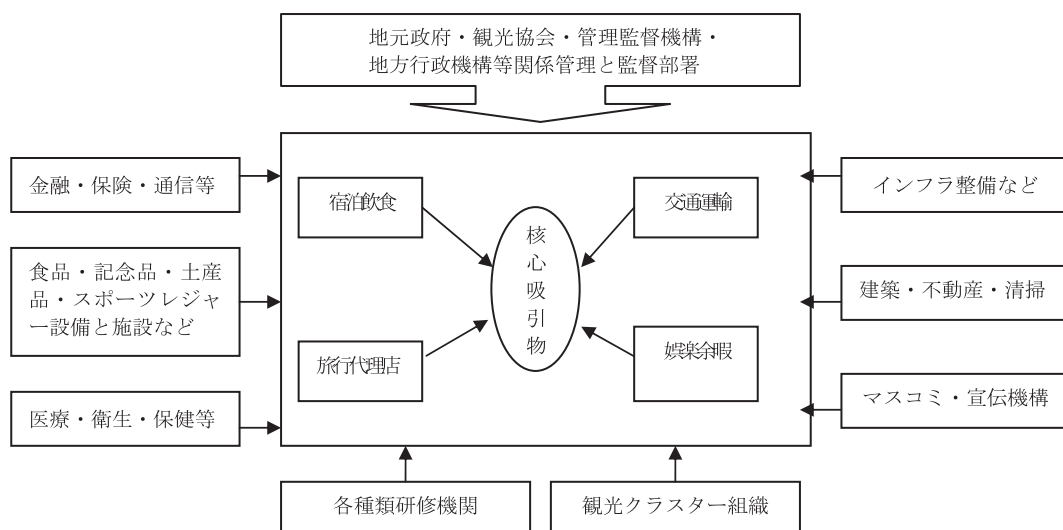 地元政府・観光協会・管理監督機構・
地方行政機構等関係管理と監督部署
金融・保険・通信等
食品・記念品・土産
品・スポーツレジャ
ー設備と施設など
医療・衛生・保健等
宿泊飲食
旅行代理店
核
心
吸
引
物
交通運輸
娯楽余暇
インフラ整備など
建築・不動産・清掃
マスコミ・宣伝機構
各種類研修機関
観光クラスター組織